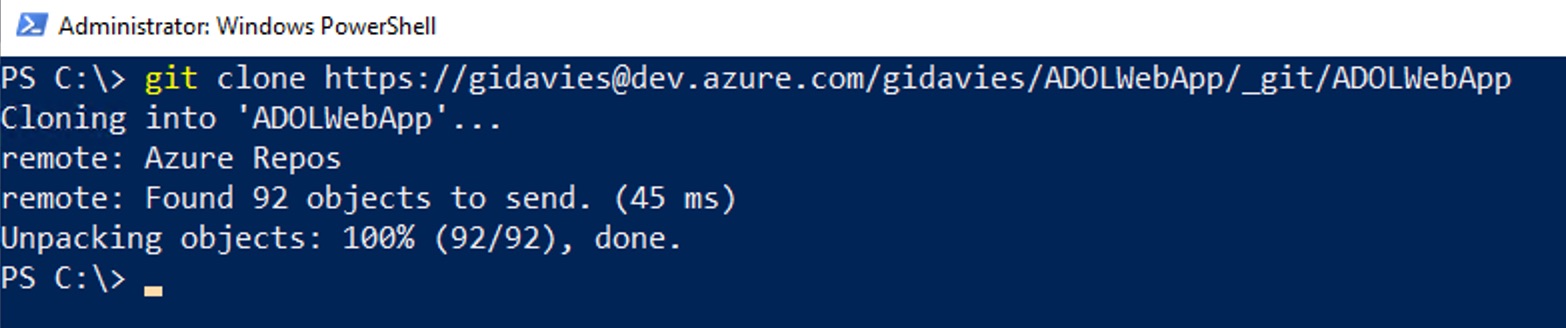 Administrator: Windows PowerShell
PS C:\> git clone https://gidavies@dev.azure.com/gidavies/ADOLWebApp/_git/ADOLWebApp
Cloning into 'ADOLWebApp'...
remote: Azure Repos
remote: Found 92 objects to send. (45 ms)
Unpacking objects: 100% (92/92), done.
PS C:\>